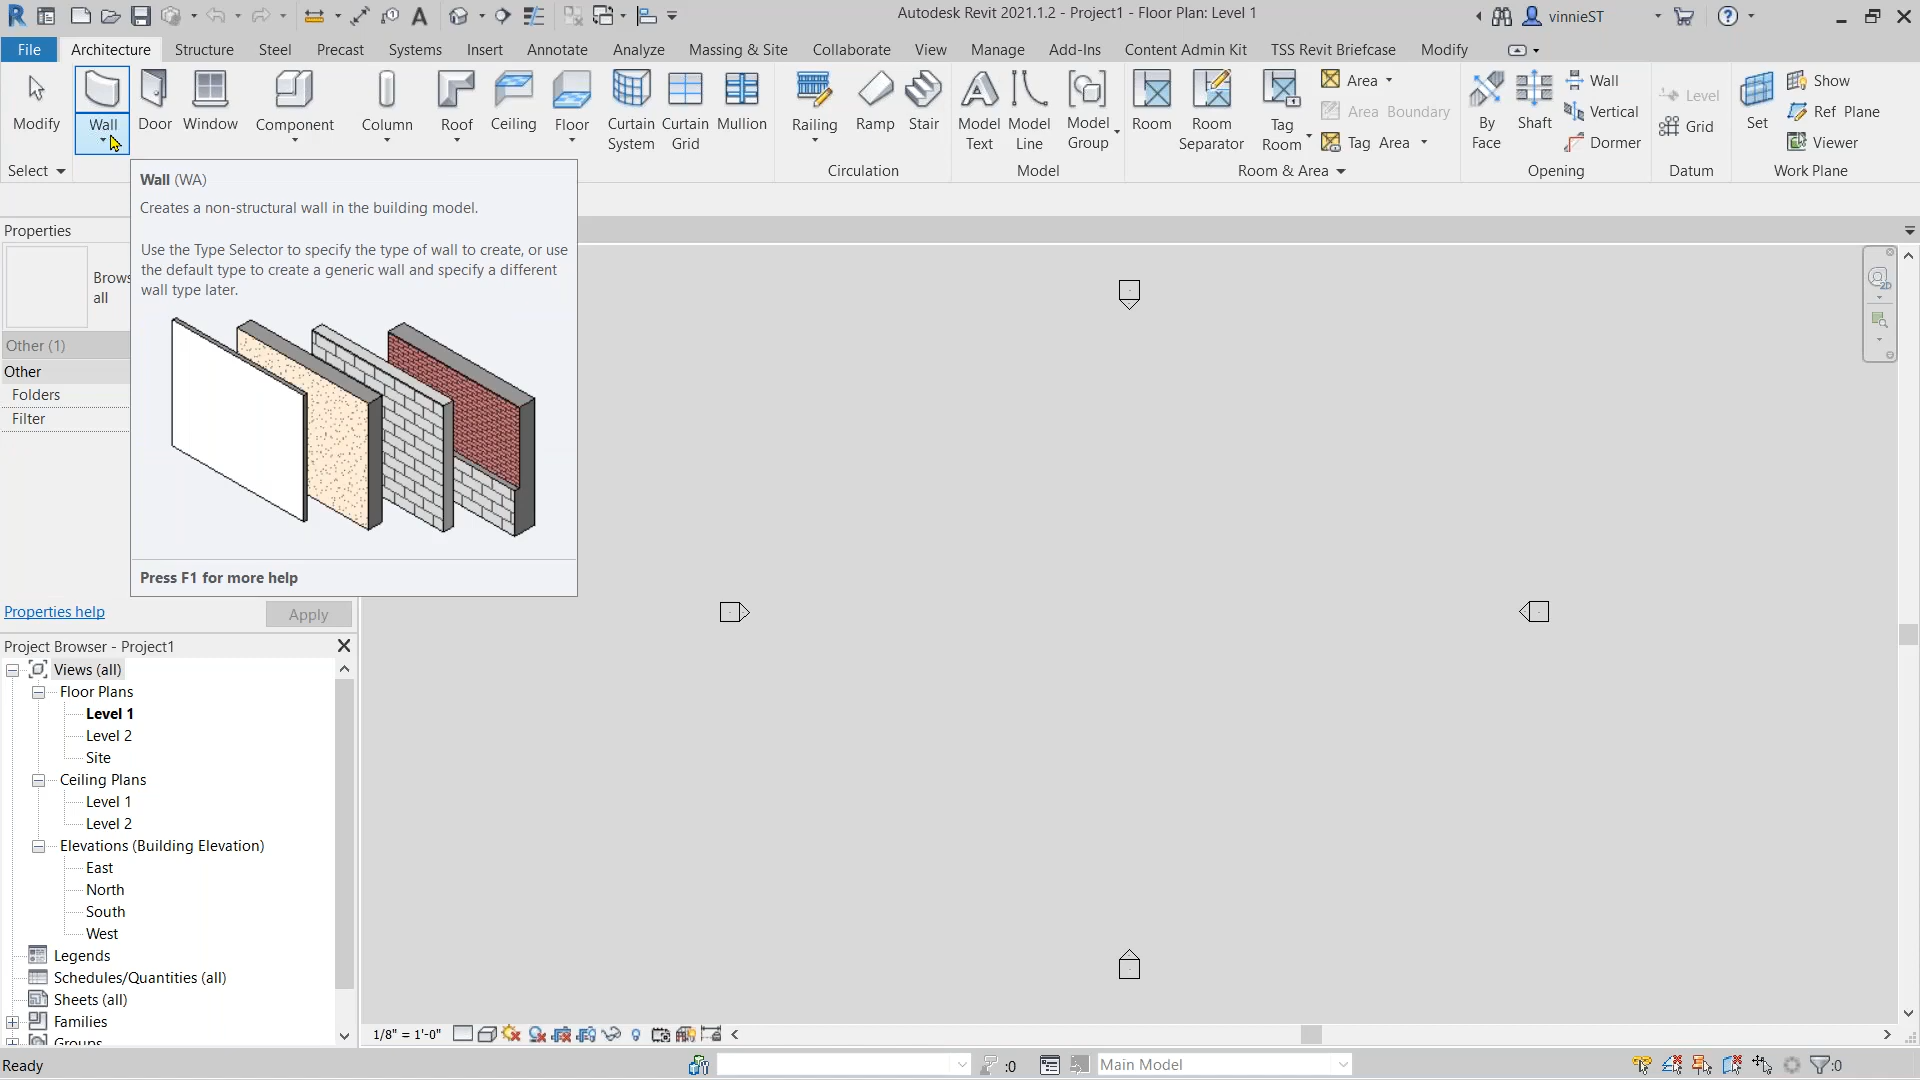 Autodesk Revit 2021.1.2 - Project1 - Floor Plan: Level 1
vinnieST
File Architecture Structure Steel Precast Systems Insert Annotate Analyze Massing & Site Collaborate View Manage Add-Ins Content Admin Kit TSS Revit Briefcase Modify
Modify
Wall
Door
Window
Component
Column
Roof
Ceiling
Floor
Curtain
System
Curtain
Grid
Mullion
Railing
Ramp
Stair
Model
Text
Model
Line
Model
Group
Room
Room
Separator
Tag
Room
Area
Area Boundary
Tag Area
By
Face
Shaft
Wall
Vertical
Dormer
Level
Grid
Set
Show
Ref Plane
Viewer
Select
Circulation
Model
Room & Area
Opening
Datum
Work Plane
Wall (WA)
Creates a non-structural wall in the building model.
Use the Type Selector to specify the type of wall to create, or use
the default type to create a generic wall and specify a different
wall type later.
Press F1 for more help
Properties
Brows
all
Other (1)
Other
Folders
Filter
Properties help
Apply
Project Browser - Project1
Views (all)
Floor Plans
Level 1
Level 2
Site
Ceiling Plans
Level 1
Level 2
Elevations (Building Elevation)
East
North
South
West
Legends
Schedules/Quantities (all)
Sheets (all)
Families
Groups
2D
1/8" = 1'-0"
Ready
:0
Main Model
:0